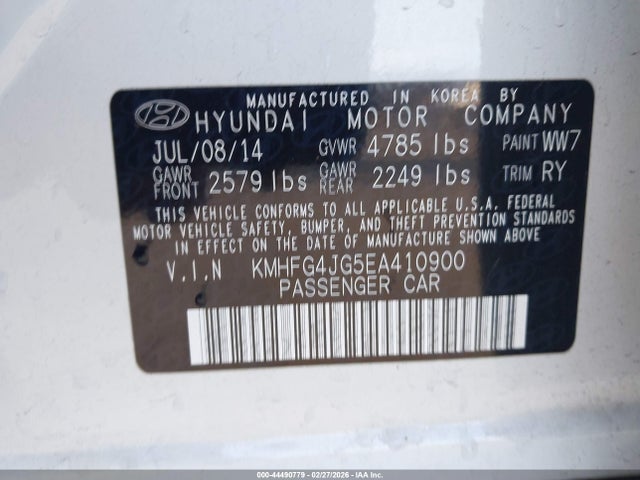 MANUFACTURED IN KOREA BY
HYUNDAI MOTOR COMPANY
JUL/08/14 GVWR 4785 lbs PAINT WW7
GAWR FRONT 2579 lbs GAWR REAR 2249 lbs TRIM RY
THIS VEHICLE CONFORMS TO ALL APPLICABLE U.S.A. FEDERAL
MOTOR VEHICLE SAFETY, BUMPER, AND THEFT PREVENTION STANDARDS
IN EFFECT ON THE DATE OF MANUFACTURE SHOWN ABOVE.
V.I.N KMHFG4JG5EA410900
PASSENGER CAR
000-44490779 - 02/27/2026 - IAA Inc.